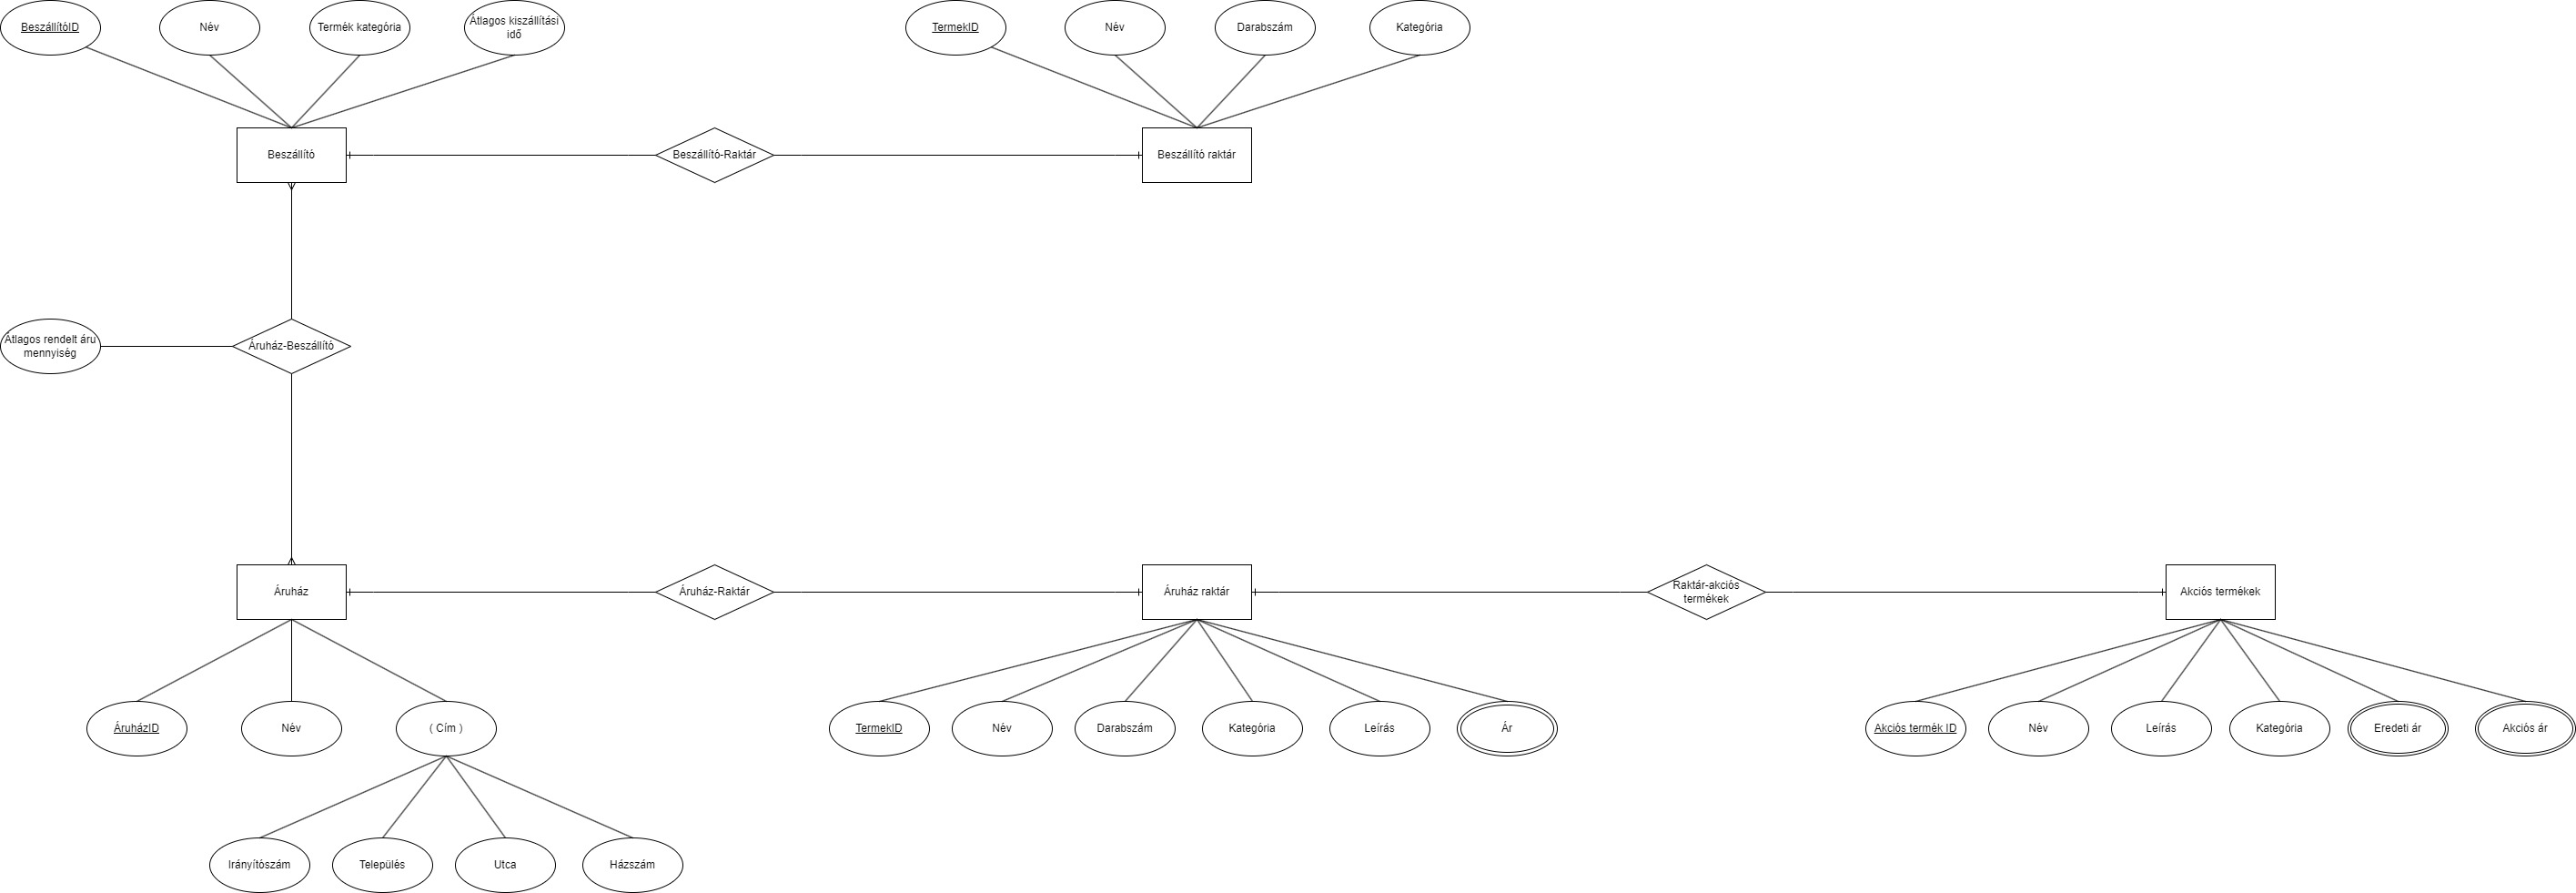 BeszállítóID
Név
Termék kategória
Átlagos kiszállítási
idő
TermekID
Név
Darabszám
Kategória
Beszállító
Beszállító-Raktár
Beszállító raktár
Átlagos rendelt áru
mennyiség
Áruház-Beszállító
Áruház
Áruház-Raktár
Áruház raktár
Raktár-akciós
termékek
Akciós termékek
ÁruházID
Név
( Cím )
TermekID
Név
Darabszám
Kategória
Leírás
Ár
Akciós termék ID
Név
Leírás
Kategória
Eredeti ár
Akciós ár
Irányítószám
Település
Utca
Házszám